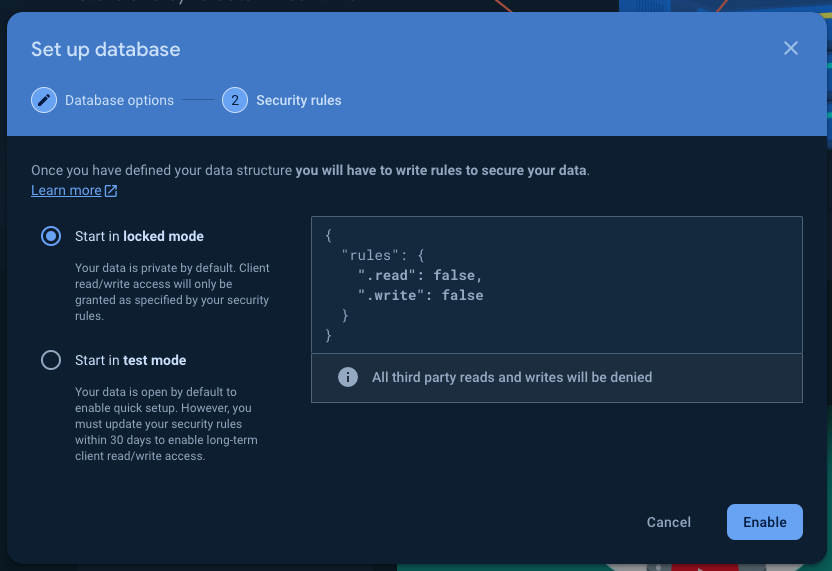 Set up database
Database options
2 Security rules
Once you have defined your data structure you will have to write rules to secure your data.
Learn more
Start in locked mode
Your data is private by default. Client
read/write access will only be
granted as specified by your security
rules.
Start in test mode
Your data is open by default to
enable quick setup. However, you
must update your security rules
within 30 days to enable long-term
client read/write access.
{
"rules": {
".read": false,
".write": false
}
}
All third party reads and writes will be denied
Cancel
Enable